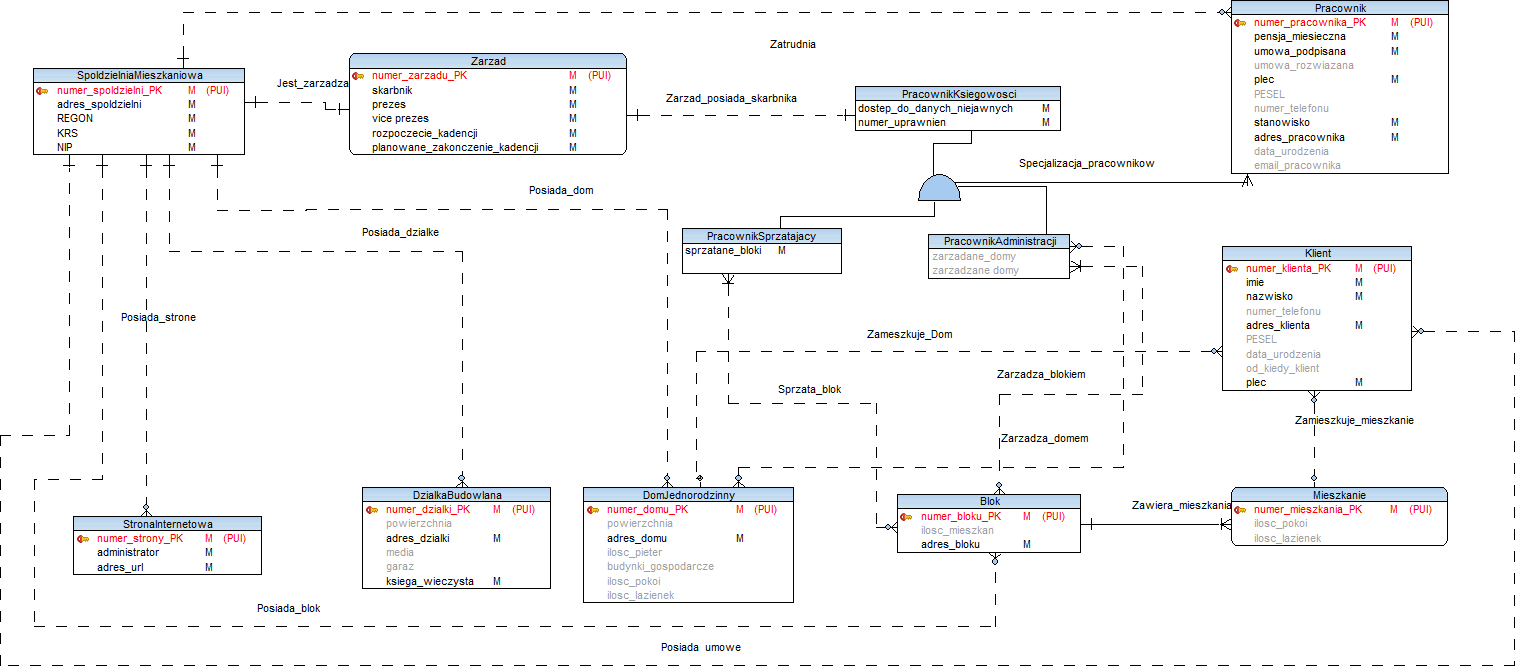 Pracownik
numer_pracownika_PK M (PUI)
pensja_miesieczna M
umowa_podpisana M
umowa_rozwiazana
plec M
PESEL
numer_telefonu
stanowisko M
adres_pracownika M
data_urodzenia
email_pracownika
Zatrudnia
SpoldzielniaMieszkaniowa
numer_spoldzielni_PK M (PUI)
adres_spoldzielni M
REGON M
KRS M
NIP M
Jest_zarzadza
Zarzad
numer_zarzadu_PK M (PUI)
skarbnik M
prezes M
vice prezes M
rozpoczecie_kadencji M
planowane_zakonczenie_kadencji M
Zarzad_posiada_skarbnika
PracownikKsiegowosci
dostep_do_danych_niejawnych M
numer_uprawnien M
Specjalizacja_pracownikow
Posiada_dom
Posiada_dzialke
PracownikSprzatajacy
sprzatane_bloki M
PracownikAdministracji
zarzadane_domy
zarzadzane domy
Klient
numer_klienta_PK M (PUI)
imie M
nazwisko M
numer_telefonu
adres_klienta M
PESEL
data_urodzenia
od_kiedy_klient
plec M
Posiada_strone
Zameszkuje_Dom
Zarzadza_blokiem
Sprzata_blok
Zamieszkuje_mieszkanie
Zarzadza_domem
StronaInternetowa
numer_strony_PK M (PUI)
administrator M
adres_url M
DzialkaBudowlana
numer_dzialki_PK M (PUI)
powierzchnia
adres_dzialki M
media
garaz
ksiega_wieczysta M
DomJednorodzinny
numer_domu_PK M (PUI)
powierzchnia
adres_domu M
ilosc_pieter
budynki_gospodarcze
ilosc_pokoi
ilosc_lazienek
Blok
numer_bloku_PK M (PUI)
ilosc_mieszkan
adres_bloku M
Zawiera_mieszkania
Mieszkanie
numer_mieszkania_PK M (PUI)
ilosc_pokoi
ilosc_lazienek
Posiada_blok
Posiada_umowe